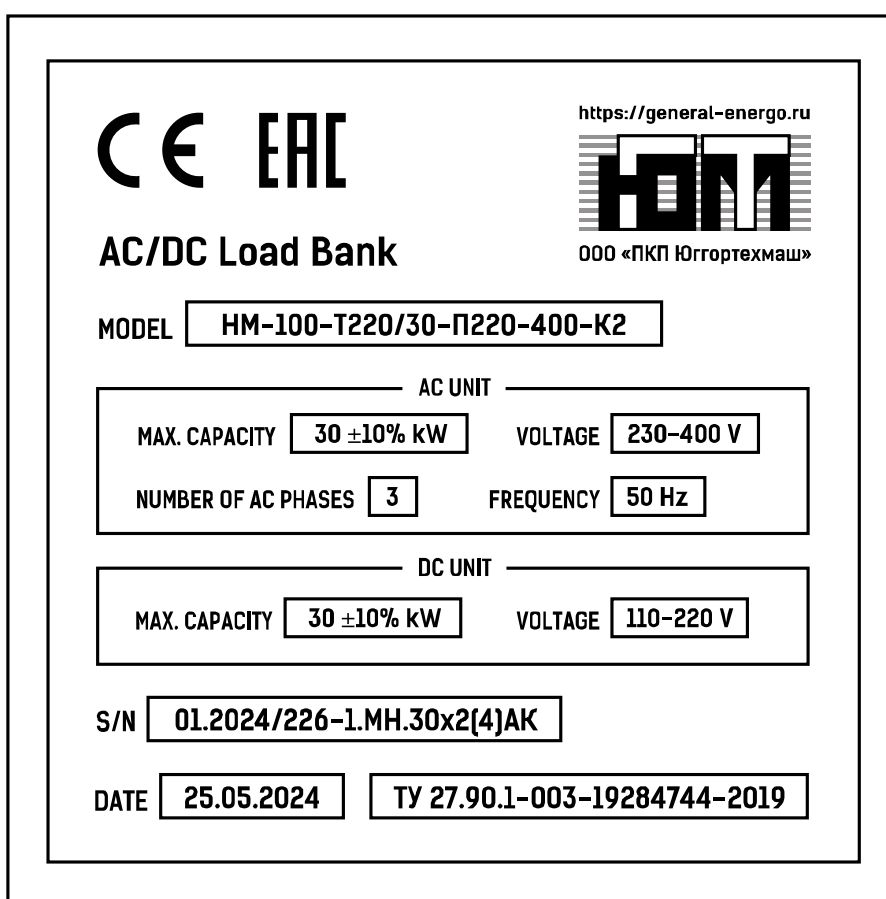 CE EAC
https://general-energo.ru
ЮГТМ
ООО «ПКП Юггортехмаш»
AC/DC Load Bank
MODEL НМ-100-Т220/30-П220-400-К2
AC UNIT
MAX. CAPACITY 30 ±10% kW VOLTAGE 230-400 V
NUMBER OF AC PHASES 3 FREQUENCY 50 Hz
DC UNIT
MAX. CAPACITY 30 ±10% kW VOLTAGE 110-220 V
S/N 01.2024/226-1.МН.30х2(4)АК
DATE 25.05.2024 ТУ 27.90.1-003-19284744-2019